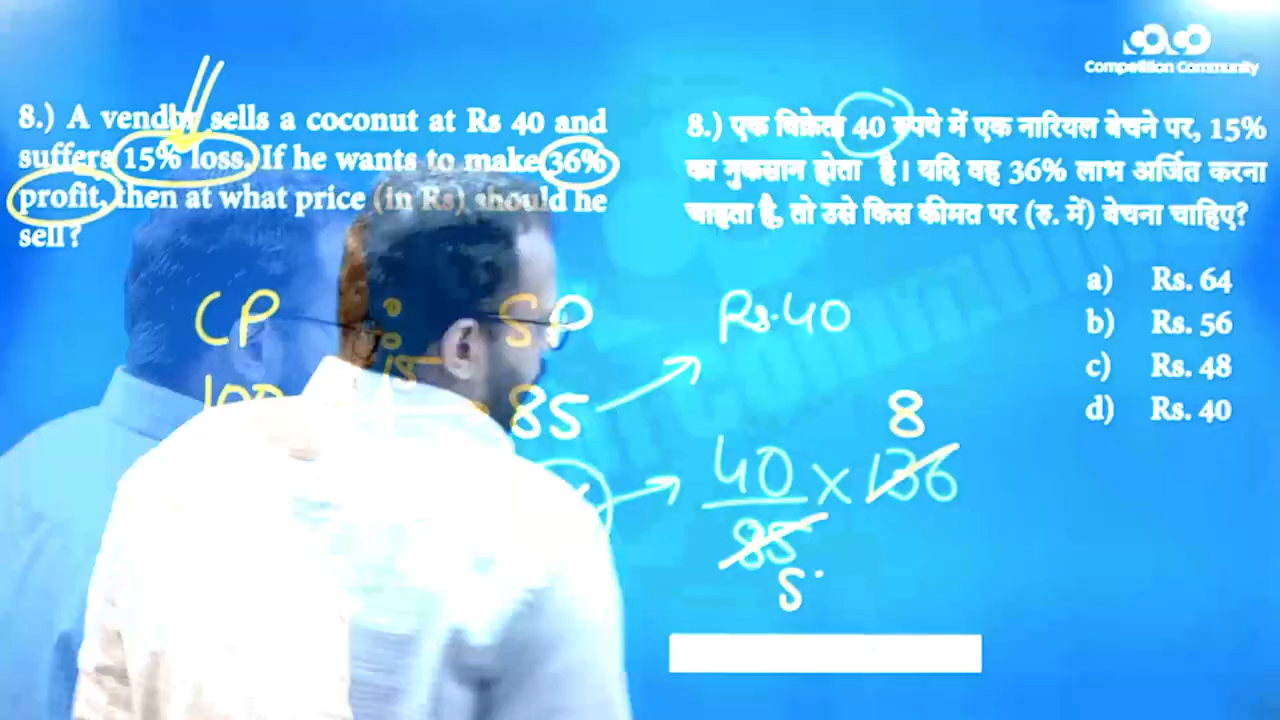 Competition Community
8.) A vendor sells a coconut at Rs 40 and
suffers 15% loss. If he wants to make 36%
profit, then at what price (in Rs) should he
sell?
8.) एक विक्रेता 40 रुपये में एक नारियल बेचने पर, 15%
का नुकसान होता है। यदि वह 36% लाभ अर्जित करना
चाहता है, तो उसे किस कीमत पर (रु. में) बेचना चाहिए?
a) Rs. 64
b) Rs. 56
c) Rs. 48
d) Rs. 40
CP : SP
100 15 85
Rs.40
40 × 136
85
8
5